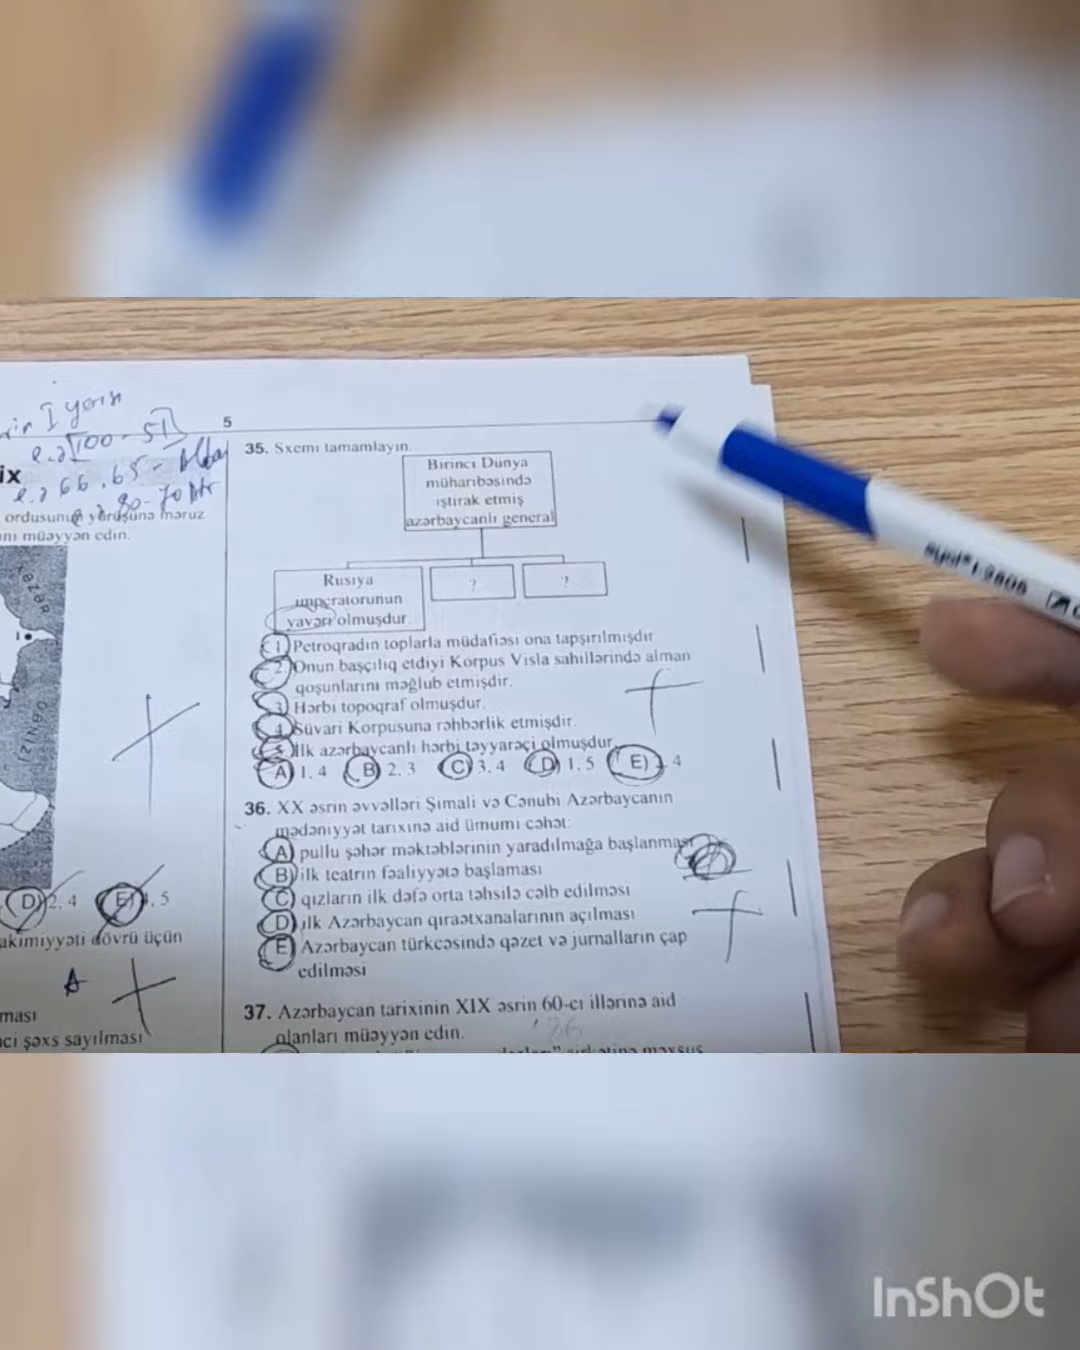 5
35. Sxemi tamamlayın.
Birinci Dünya
müharibəsində
iştirak etmiş
azərbaycanlı general
Rusiya
imperatorunun
yavəri olmuşdur.
?
?
1. Petroqradın toplarla müdafiəsi ona tapşırılmışdır
2. Onun başçılıq etdiyi Korpus Visla sahillərində alman
qoşunlarını məğlub etmişdir.
3. Hərbi topoqraf olmuşdur.
4. Süvari Korpusuna rəhbərlik etmişdir.
5. İlk azərbaycanlı hərbi təyyarəçi olmuşdur.
A) 1, 4 B) 2, 3 C) 3, 4 D) 1, 5 E) 4
36. XX əsrin əvvəlləri Şimali və Cənubi Azərbaycanın
mədəniyyət tarixinə aid ümumi cəhət:
A) pullu şəhər məktəblərinin yaradılmağa başlanması
B) ilk teatrın fəaliyyətə başlaması
C) qızların ilk dəfə orta təhsilə cəlb edilməsi
D) ilk Azərbaycan qiraətxanalarının açılması
E) Azərbaycan türkcəsində qəzet və jurnalların çap
edilməsi
37. Azərbaycan tarixinin XIX əsrin 60-cı illərinə aid
olanları müəyyən edin.
ix
ordusunun yürüşünə məruz
nı müəyyən edin.
XƏZƏR
DƏNİZİ
1
D) 2, 4 E) , 5
akimiyyəti dövrü üçün
A
ması
ci şəxs sayılması
InShOt